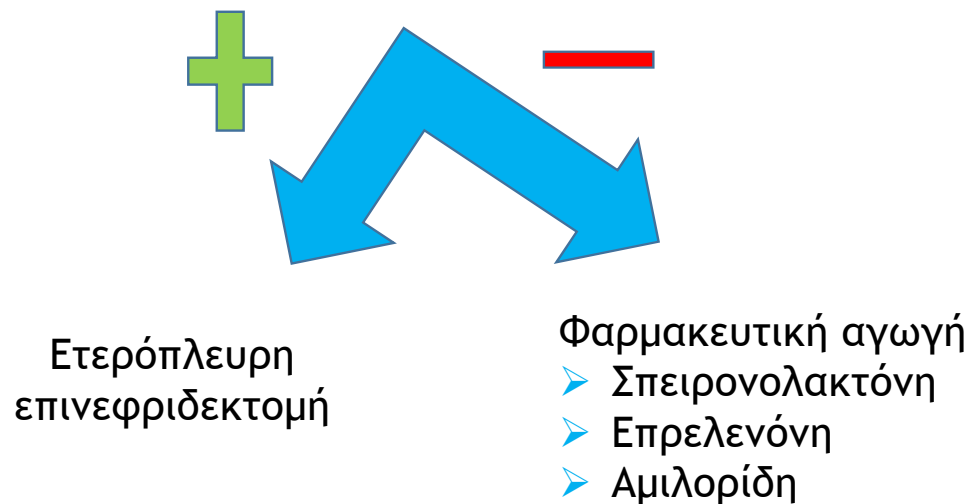 Ετερόπλευρη
επινεφριδεκτομή
Φαρμακευτική αγωγή
Σπειρονολακτόνη
Επρελενόνη
Αμιλορίδη